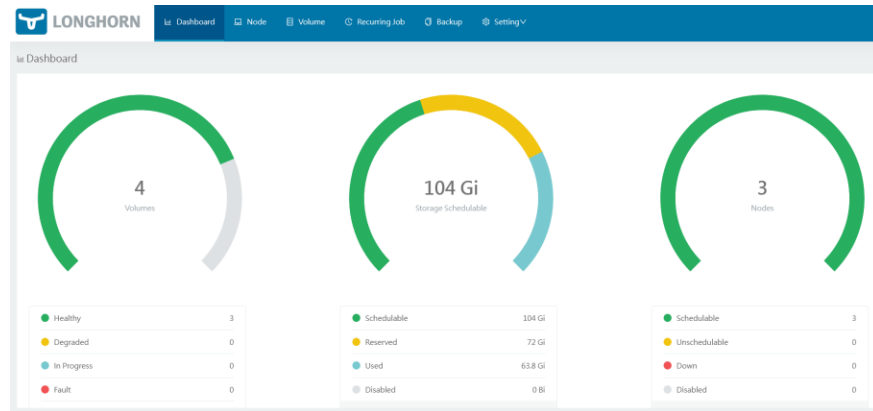 LONGHORN Dashboard Node Volume Recurring Job Backup Setting
Dashboard
4
Volumes
104 Gi
Storage Schedulable
3
Nodes
Healthy 3
Degraded 0
In Progress 0
Fault 0
Schedulable 104 Gi
Reserved 72 Gi
Used 63.8 Gi
Disabled 0 Bi
Schedulable 3
Unschedulable 0
Down 0
Disabled 0